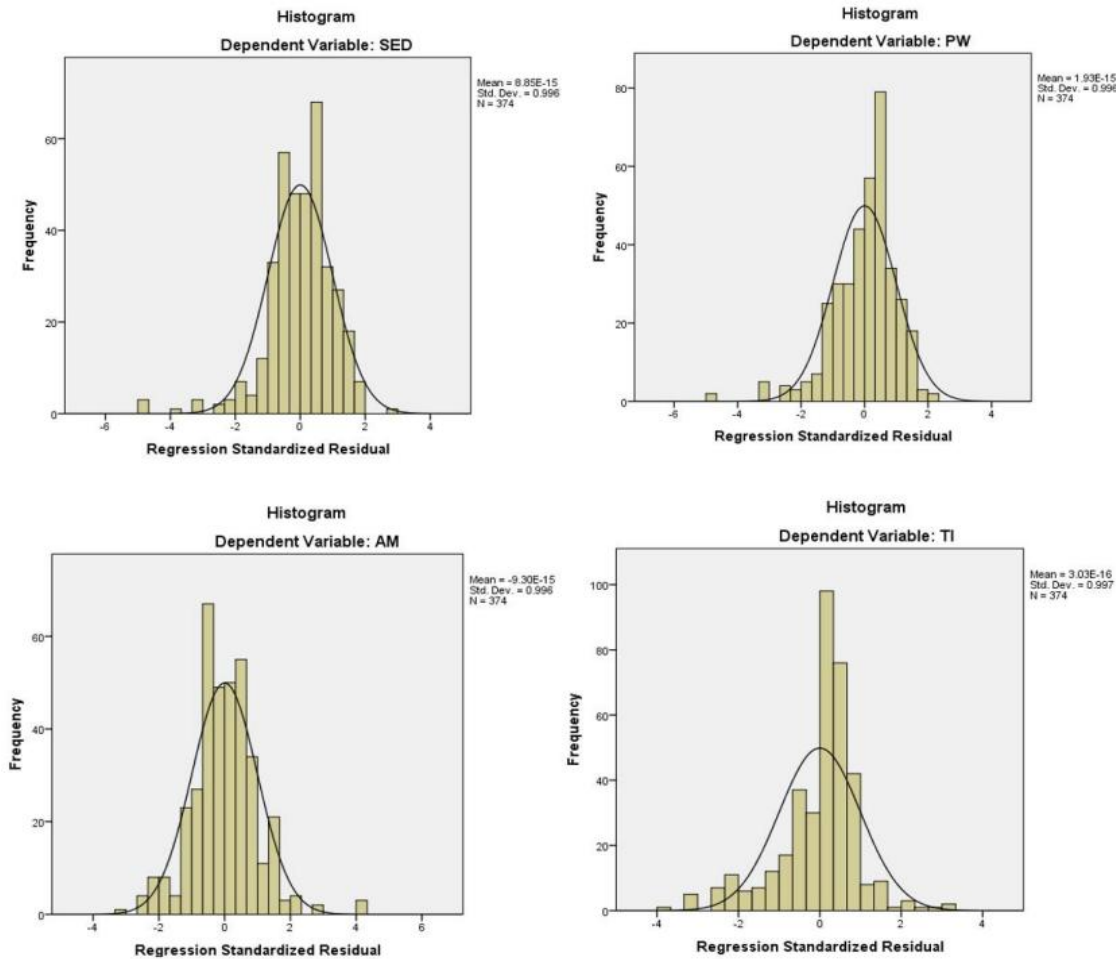 Histogram
Dependent Variable: SED
Mean = 8.85E-15
Std. Dev. = 0.996
N = 374
60
40
20
0
-6
-4
-2
0
2
4
Frequency
Regression Standardized Residual
Histogram
Dependent Variable: PW
Mean = 1.93E-15
Std. Dev. = 0.996
N = 374
80
60
40
20
0
-6
-4
-2
0
2
4
Frequency
Regression Standardized Residual
Histogram
Dependent Variable: AM
Mean = -9.30E-15
Std. Dev. = 0.996
N = 374
60
40
20
0
-4
-2
0
2
4
6
Frequency
Regression Standardized Residual
Histogram
Dependent Variable: TI
Mean = 3.03E-16
Std. Dev. = 0.997
N = 374
100
80
60
40
20
0
-4
-2
0
2
4
Frequency
Regression Standardized Residual